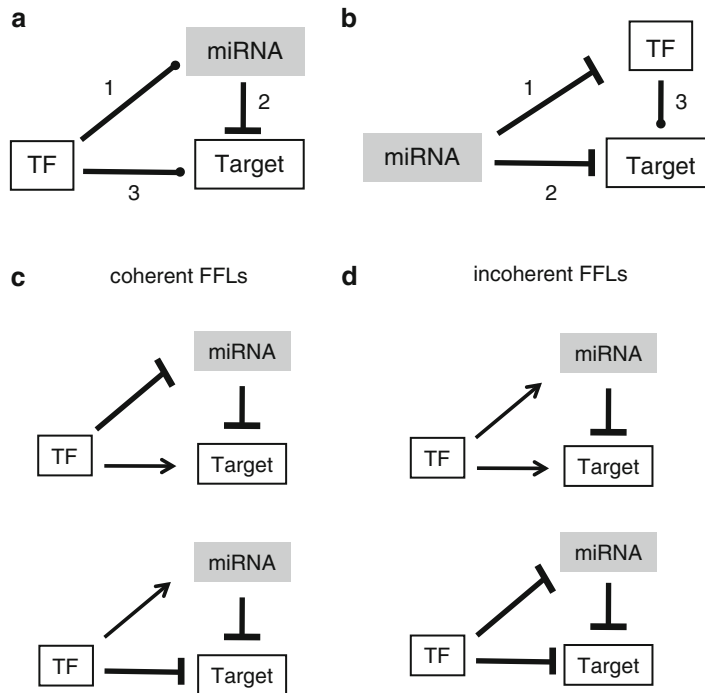 a
miRNA
1
2
TF
Target
3
b
TF
1
3
miRNA
Target
2
c
coherent FFLs
miRNA
TF
Target
miRNA
TF
Target
d
incoherent FFLs
miRNA
TF
Target
miRNA
TF
Target